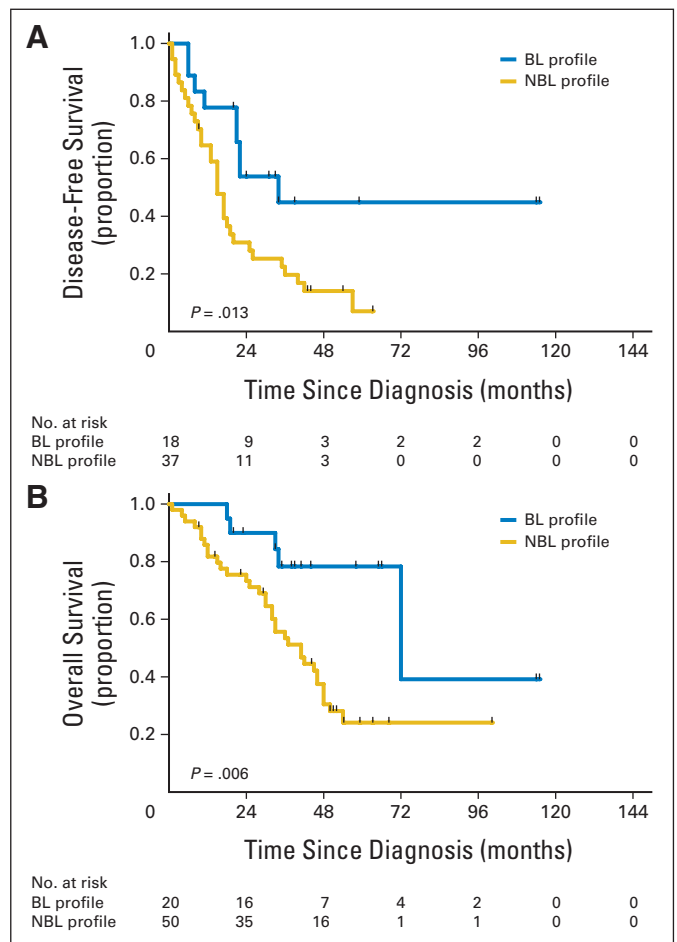 A
Disease-Free Survival
(proportion)
1.0
0.8
0.6
0.4
0.2
0
BL profile
NBL profile
P = .013
24 48 72 96 120 144
Time Since Diagnosis (months)
No. at risk
BL profile 18 9 3 2 2 0 0
NBL profile 37 11 3 0 0 0 0
B
Overall Survival
(proportion)
1.0
0.8
0.6
0.4
0.2
0
BL profile
NBL profile
P = .006
24 48 72 96 120 144
Time Since Diagnosis (months)
No. at risk
BL profile 20 16 7 4 2 0 0
NBL profile 50 35 16 1 1 0 0